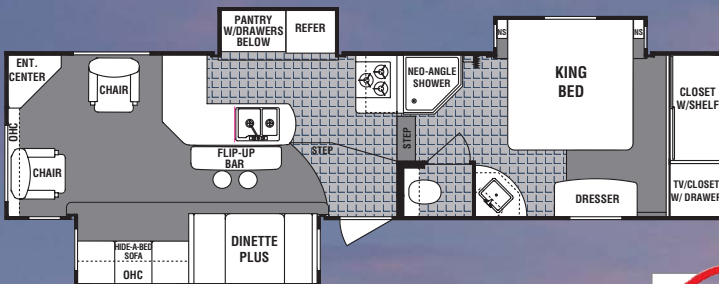 PANTRY
W/DRAWERS
BELOW
REFER
ENT.
CENTER
CHAIR
OHC
CHAIR
FLIP-UP
BAR
STEP
HIDE-A-BED
SOFA
OHC
DINETTE
PLUS
NEO-ANGLE
SHOWER
STEP
NS
NS
KING
BED
DRESSER
CLOSET
W/SHELF
TV/CLOSET
W/ DRAWER